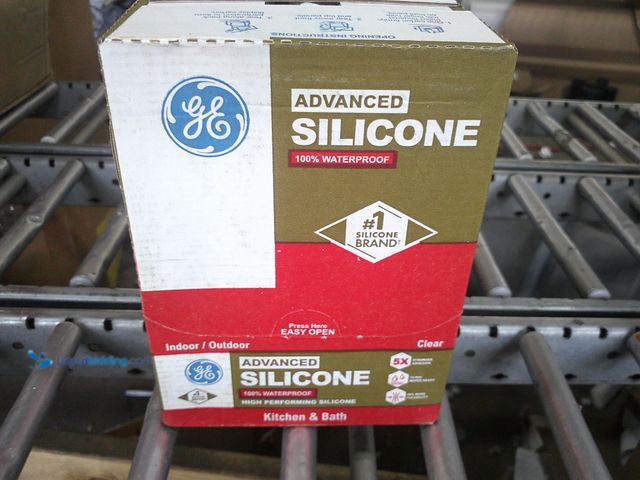 OPENING INSTRUCTIONS
GE
ADVANCED
SILICONE
100% WATERPROOF
#1
SILICONE
BRAND†
Press Here
EASY OPEN
Indoor / Outdoor
Clear
GE
ADVANCED
SILICONE
100% WATERPROOF
HIGH PERFORMING SILICONE
5X
Kitchen & Bath